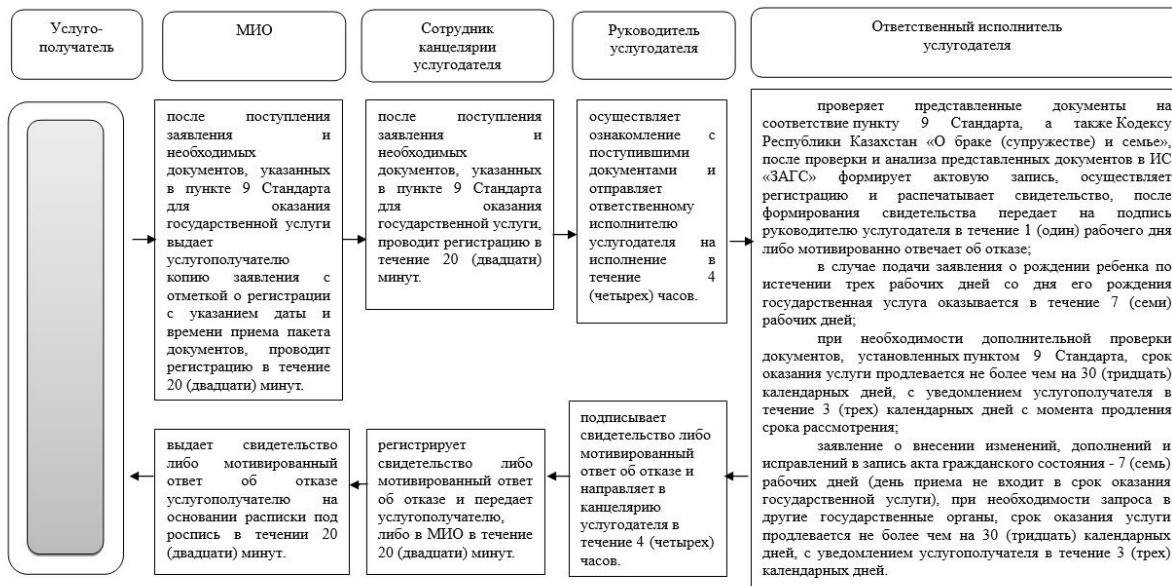 Услуго-
получатель
МИО
Сотрудник
канцелярии
услугодателя
Руководитель
услугодателя
Ответственный исполнитель
услугодателя
после поступления
заявления и
необходимых
документов, указанных
в пункте 9 Стандарта
для оказания
государственной услуги
выдает
услугополучателю
копию заявления с
отметкой о регистрации
с указанием даты и
времени приема пакета
документов, проводит
регистрацию в течение
20 (двадцати) минут.
после поступления
заявления и
необходимых
документов, указанных
в пункте 9 Стандарта
для оказания
государственной услуги,
проводит регистрацию в
течение 20 (двадцати)
минут.
осуществляет
ознакомление с
поступившими
документами и
отправляет
ответственному
исполнителю
услугодателя на
исполнение в
течение 4
(четырех) часов.
проверяет представленные документы на
соответствие пункту 9 Стандарта, а также Кодексу
Республики Казахстан «О браке (супружестве) и семье»,
после проверки и анализа представленных документов в ИС
«ЗАГС» формирует актовую запись, осуществляет
регистрацию и распечатывает свидетельство, после
формирования свидетельства передает на подпись
руководителю услугодателя в течение 1 (один) рабочего дня
либо мотивированно отвечает об отказе;
в случае подачи заявления о рождении ребенка по
истечении трех рабочих дней со дня его рождения
государственная услуга оказывается в течение 7 (семи)
рабочих дней;
при необходимости дополнительной проверки
документов, установленных пунктом 9 Стандарта, срок
оказания услуги продлевается не более чем на 30 (тридцать)
календарных дней, с уведомлением услугополучателя в
течение 3 (трех) календарных дней с момента продления
срока рассмотрения;
заявление о внесении изменений, дополнений и
исправлений в запись акта гражданского состояния - 7 (семь)
рабочих дней (день приема не входит в срок оказания
государственной услуги), при необходимости запроса в
другие государственные органы, срок оказания услуги
продлевается не более чем на 30 (тридцать) календарных
дней, с уведомлением услугополучателя в течение 3 (трех)
календарных дней.
подписывает
свидетельство либо
мотивированный
ответ об отказе и
направляет в
канцелярию
услугодателя в
течение 4 (четырех)
часов.
регистрирует
свидетельство либо
мотивированный ответ
об отказе и передает
услугополучателю,
либо в МИО в течение
20 (двадцати) минут.
выдает свидетельство
либо мотивированный
ответ об отказе
услугополучателю на
основании расписки под
роспись в течении 20
(двадцати) минут.